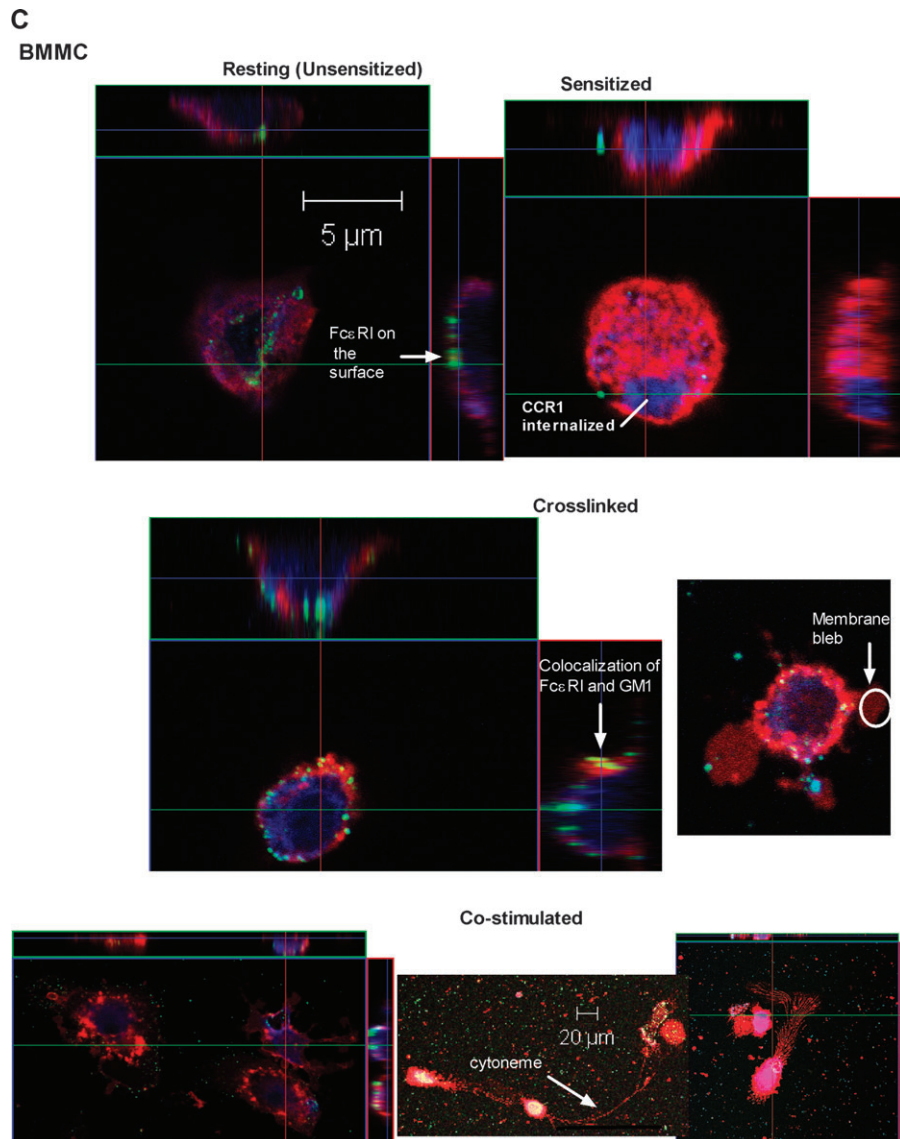 C
BMMC
Resting (Unsensitized)
Sensitized
5 µm
FcεRI on
the
surface
CCR1
internalized
Crosslinked
Colocalization of
FcεRI and GM1
Membrane
bleb
Co-stimulated
20 µm
cytoneme